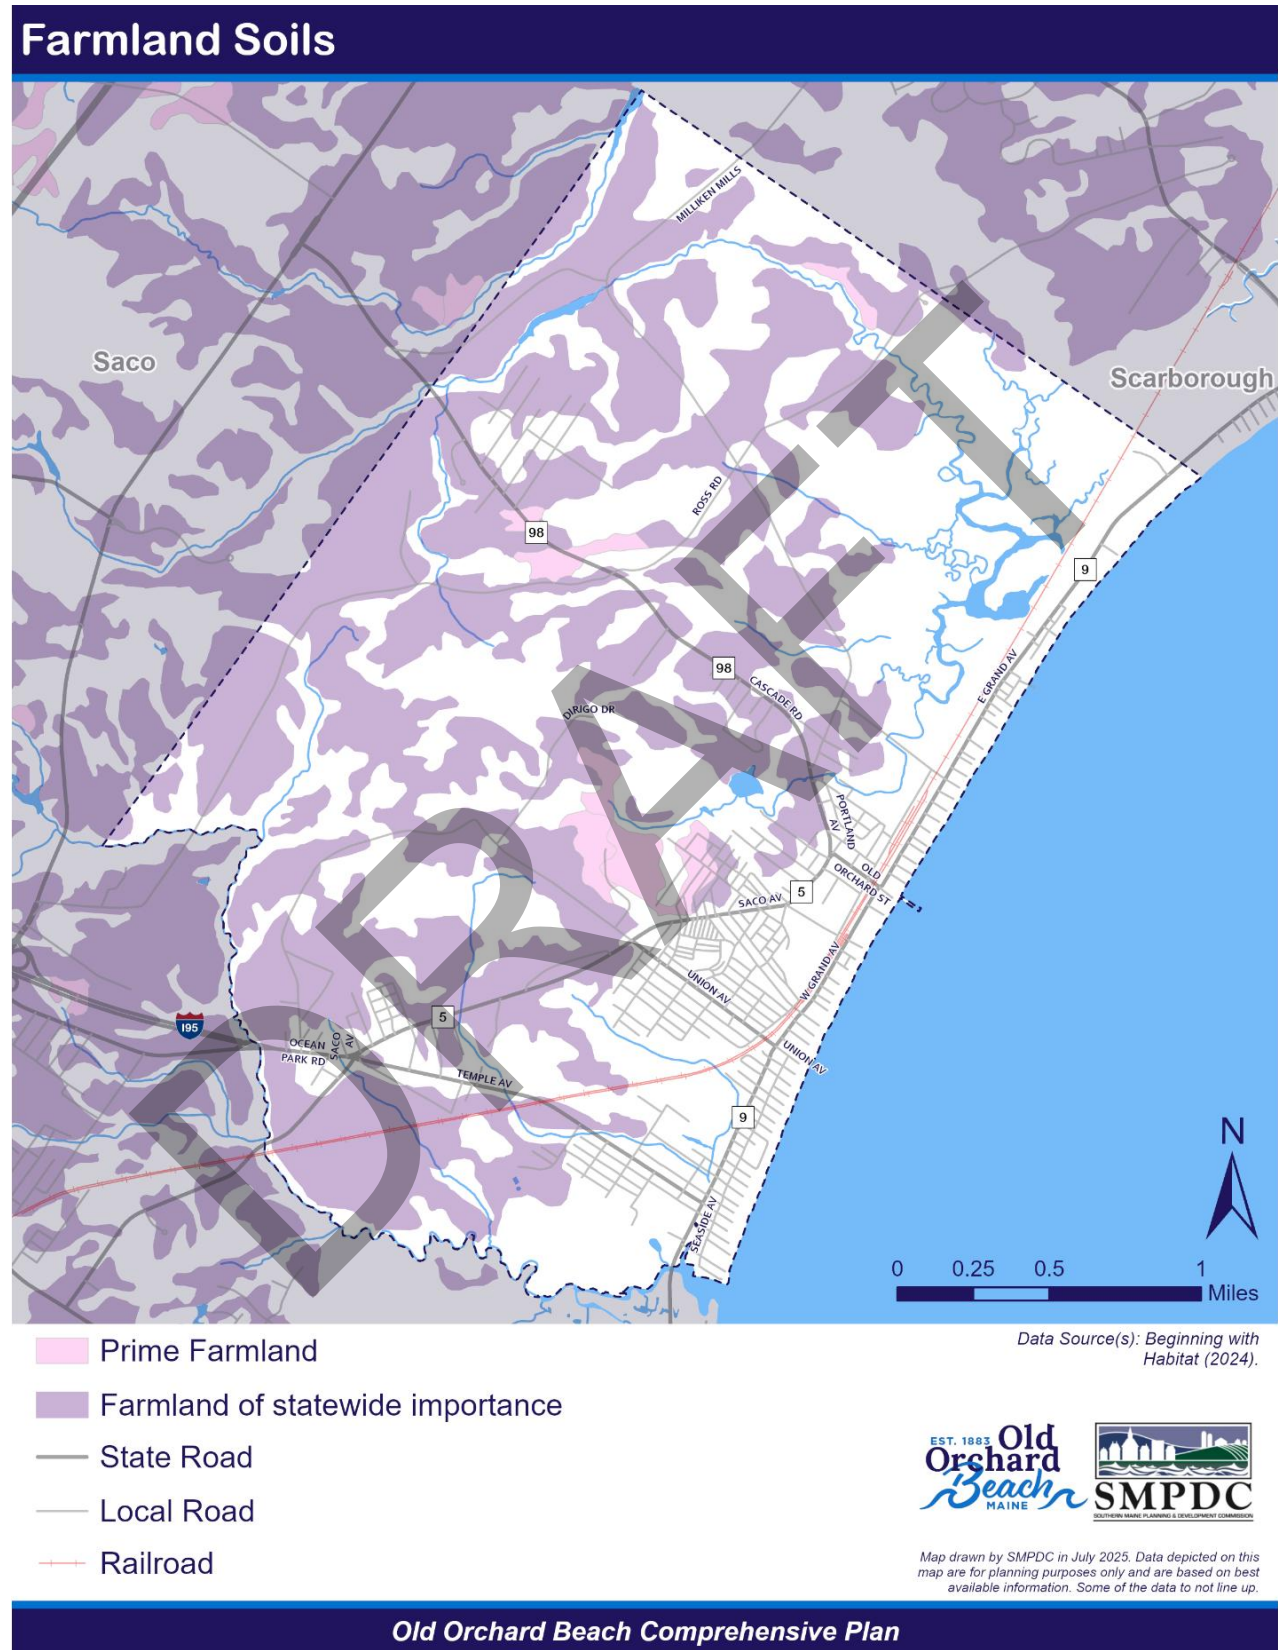 Farmland Soils
MILLIKEN MILLS
Saco
Scarborough
ROSS RD
98
9
98
CASCADE RD
E GRAND AV
DIRIGO DR
PORTLAND
AV
OLD
ORCHARD ST
5
SACO AV
W GRAND AV
UNION AV
195
5
OCEAN
PARK RD
SACO
AV
UNION AV
TEMPLE AV
9
SEASIDE AV
DRAFT
N
0 0.25 0.5 1
Miles
Prime Farmland
Farmland of statewide importance
State Road
Local Road
Railroad
Data Source(s): Beginning with
Habitat (2024).
EST. 1883 Old
Orchard
Beach
MAINE
SMPDC
SOUTHERN MAINE PLANNING & DEVELOPMENT COMMISSION
Map drawn by SMPDC in July 2025. Data depicted on this
map are for planning purposes only and are based on best
available information. Some of the data to not line up.
Old Orchard Beach Comprehensive Plan